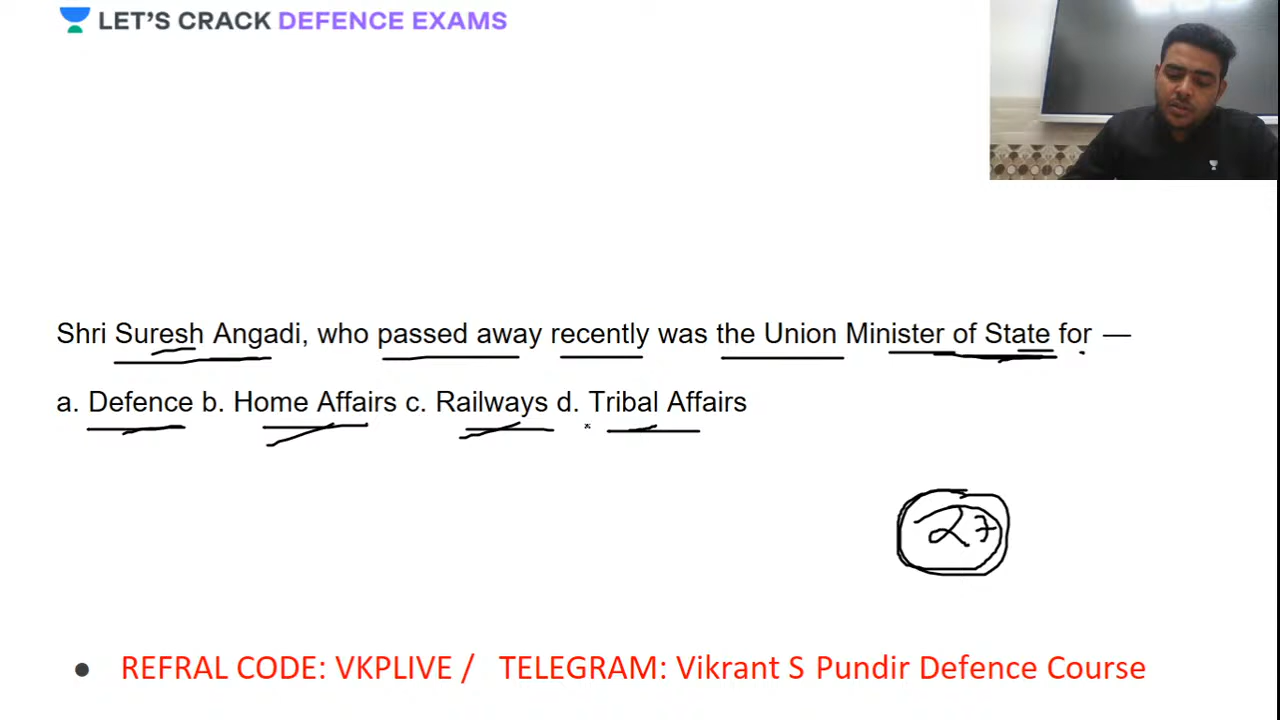 LET'S CRACK DEFENCE EXAMS
Shri Suresh Angadi, who passed away recently was the Union Minister of State for —
a. Defence b. Home Affairs c. Railways d. Tribal Affairs
27
● REFRAL CODE: VKPLIVE / TELEGRAM: Vikrant S Pundir Defence Course